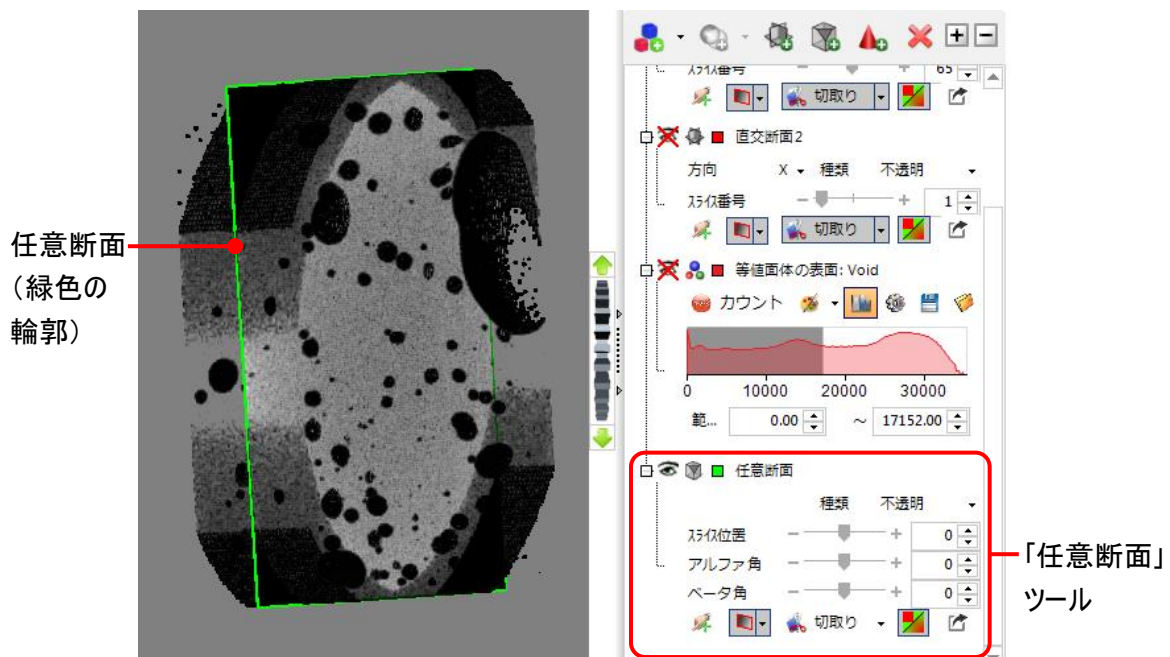 任意断面
（緑色の
輪郭）
スライス番号 － ＋ 65
切取り
直交断面2
方向 X 種類 不透明
スライス番号 － ＋ 1
切取り
等値面体の表面: Void
カウント
0 10000 20000 30000
範... 0.00 ～ 17152.00
任意断面
種類 不透明
スライス位置 － ＋ 0
アルファ角 － ＋ 0
ベータ角 － ＋ 0
切取り
「任意断面」
ツール